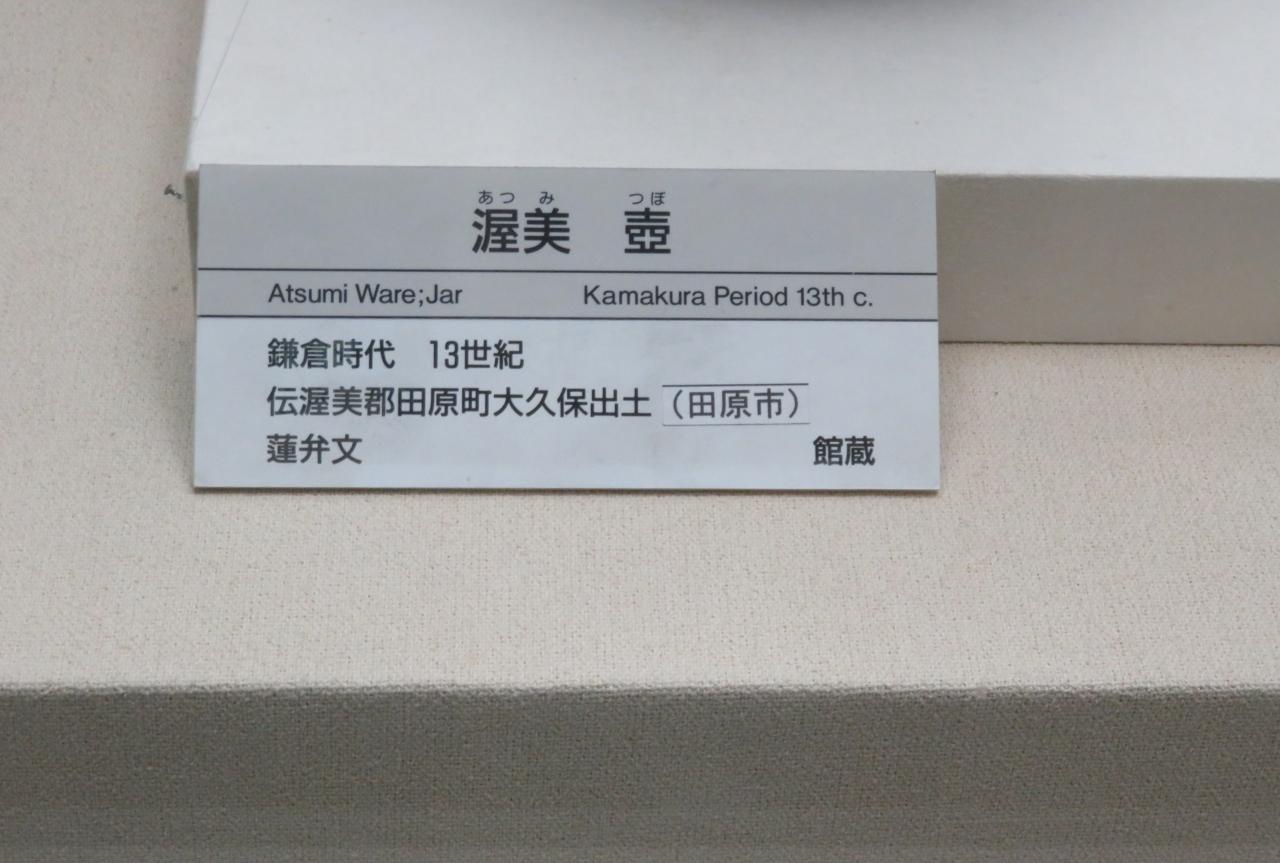 あつみ つぼ
渥美 壺
Atsumi Ware;Jar Kamakura Period 13th c.
鎌倉時代 13世紀
伝渥美郡田原町大久保出土 (田原市)
蓮弁文 館蔵